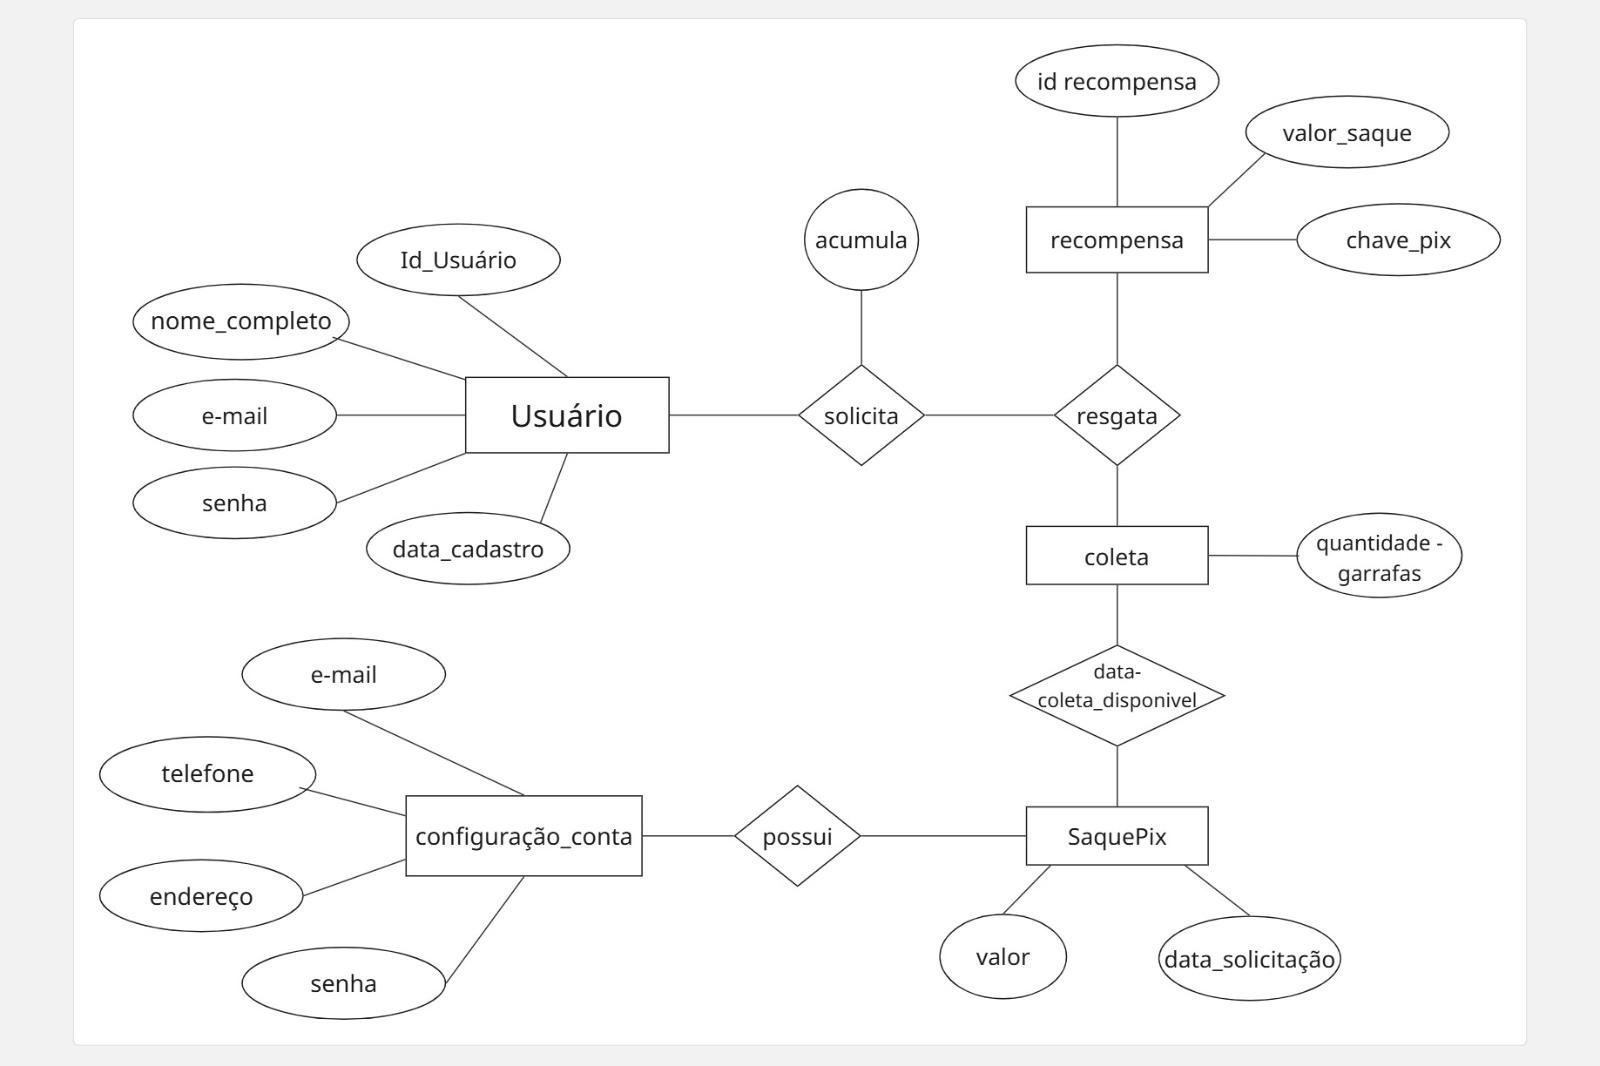 id recompensa
valor_saque
acumula
recompensa
chave_pix
Id_Usuário
nome_completo
e-mail
Usuário
solicita
resgata
senha
data_cadastro
coleta
quantidade -
garrafas
e-mail
data-
coleta_disponivel
telefone
configuração_conta
possui
SaquePix
endereço
senha
valor
data_solicitação